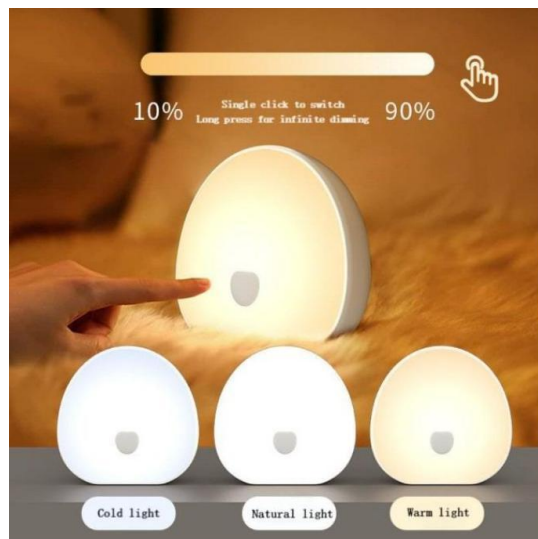 10%
Single click to switch
Long press for infinite dimming
90%
Cold light
Natural light
Warm light